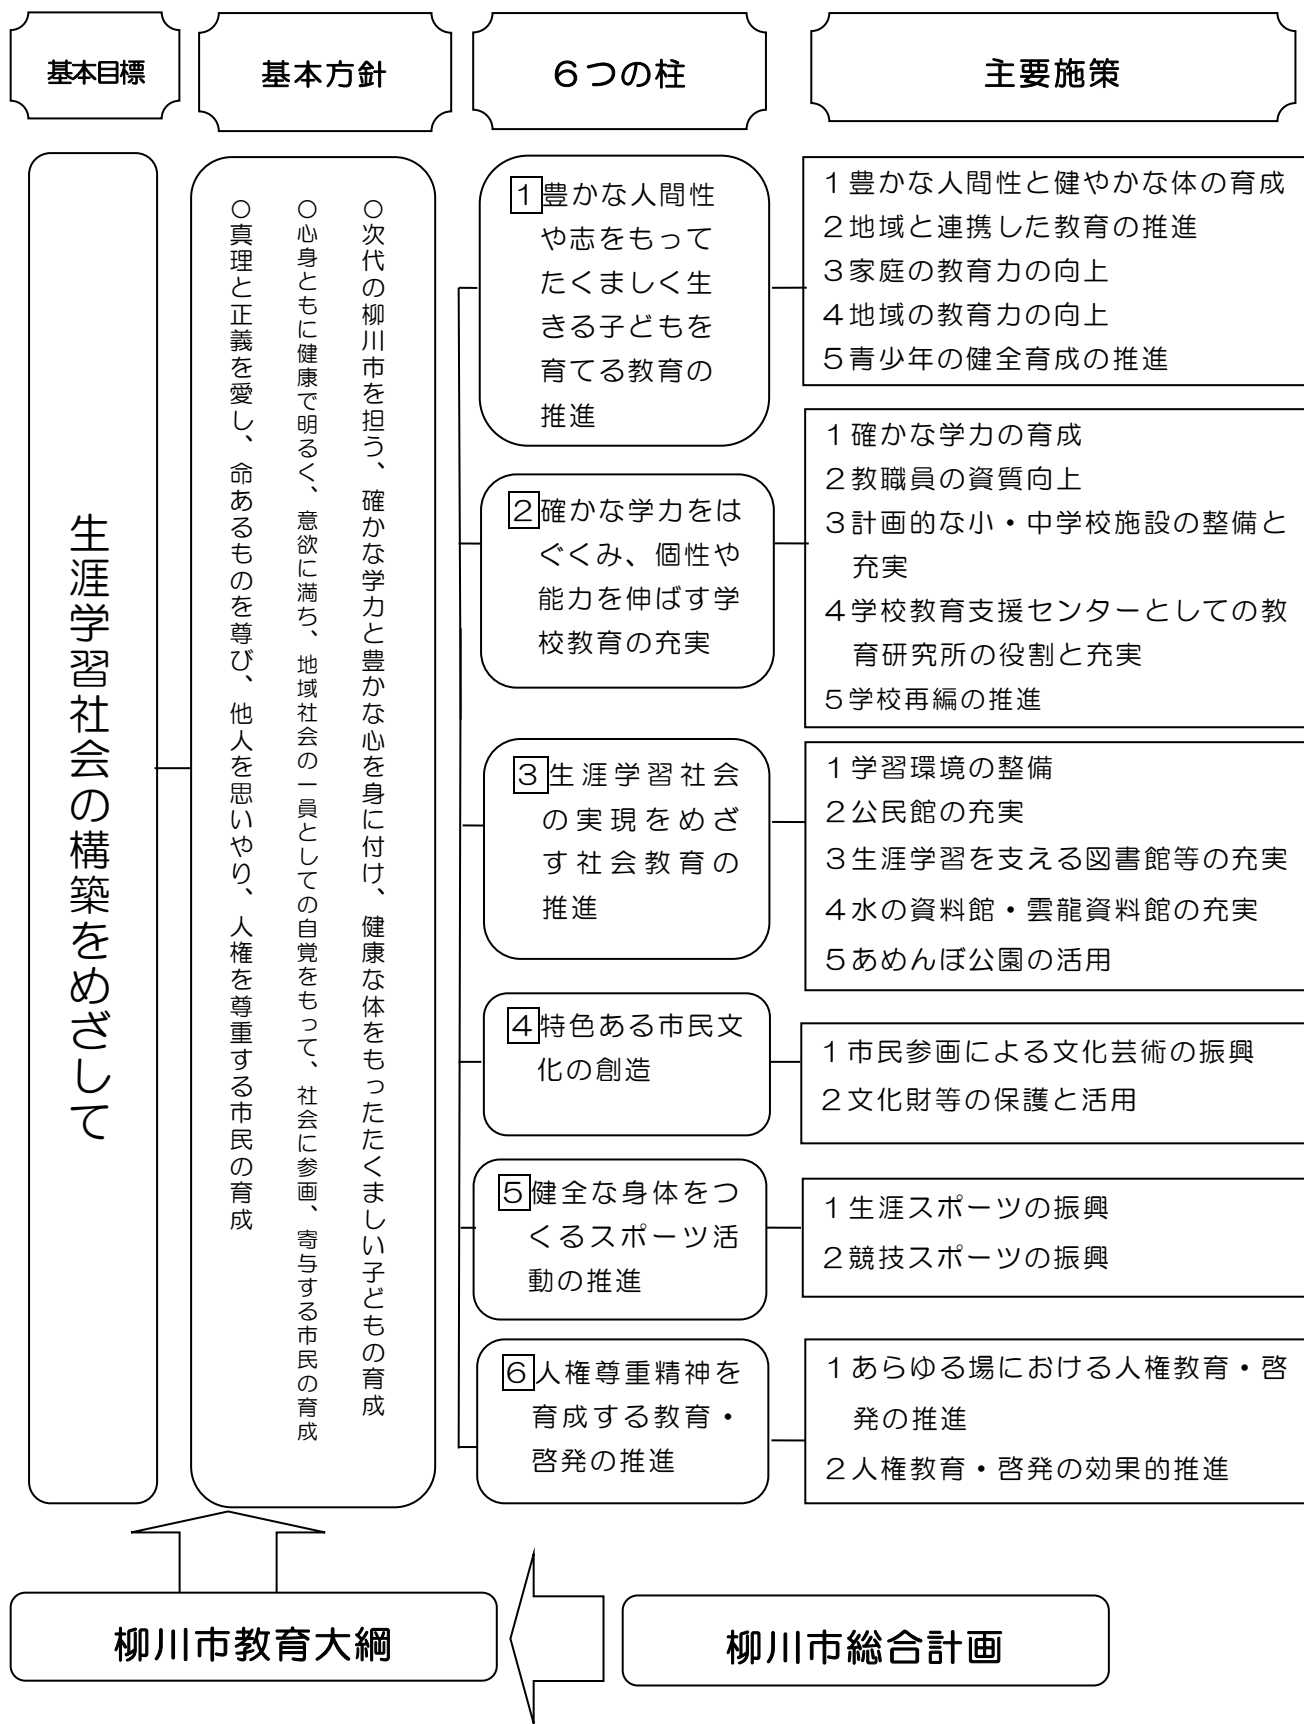 基本目標
基本方針
6つの柱
主要施策
生涯学習社会の構築をめざして
○次代の柳川市を担う、確かな学力と豊かな心を身に付け、健康な体をもったたくましい子どもの育成
○心身ともに健康で明るく、意欲に満ち、地域社会の一員としての自覚をもって、社会に参画、寄与する市民の育成
○真理と正義を愛し、命あるものを尊び、他人を思いやり、人権を尊重する市民の育成
1豊かな人間性
や志をもって
たくましく生
きる子どもを
育てる教育の
推進
1豊かな人間性と健やかな体の育成
2地域と連携した教育の推進
3家庭の教育力の向上
4地域の教育力の向上
5青少年の健全育成の推進
2確かな学力をは
ぐくみ、個性や
能力を伸ばす学
校教育の充実
1確かな学力の育成
2教職員の資質向上
3計画的な小・中学校施設の整備と
充実
4学校教育支援センターとしての教
育研究所の役割と充実
5学校再編の推進
3生涯学習社会
の実現をめざ
す社会教育の
推進
1学習環境の整備
2公民館の充実
3生涯学習を支える図書館等の充実
4水の資料館・雲龍資料館の充実
5あめんぼ公園の活用
4特色ある市民文
化の創造
1市民参画による文化芸術の振興
2文化財等の保護と活用
5健全な身体をつ
くるスポーツ活
動の推進
1生涯スポーツの振興
2競技スポーツの振興
6人権尊重精神を
育成する教育・
啓発の推進
1あらゆる場における人権教育・啓
発の推進
2人権教育・啓発の効果的推進
柳川市教育大綱
柳川市総合計画